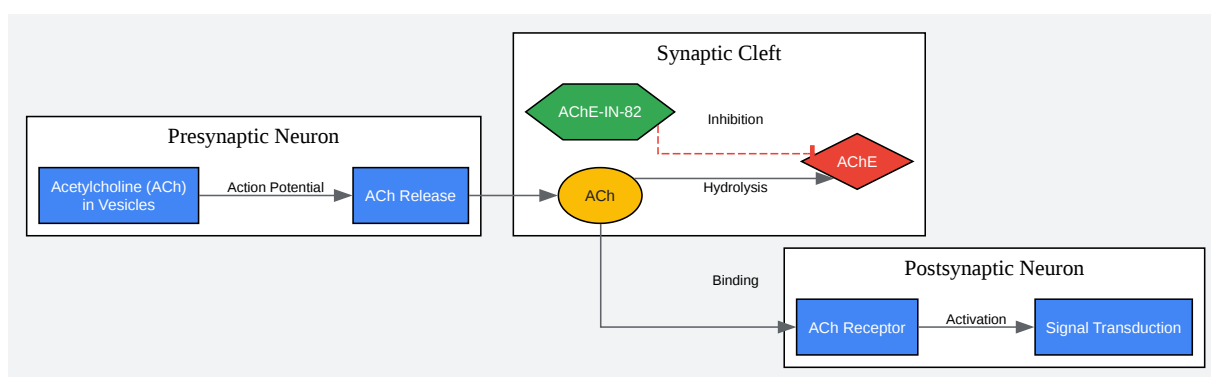 Synaptic Cleft
AChE-IN-82
Inhibition
Presynaptic Neuron
AChE
Acetylcholine (ACh)
in Vesicles
Action Potential
ACh Release
ACh
Hydrolysis
Postsynaptic Neuron
Binding
ACh Receptor
Activation
Signal Transduction